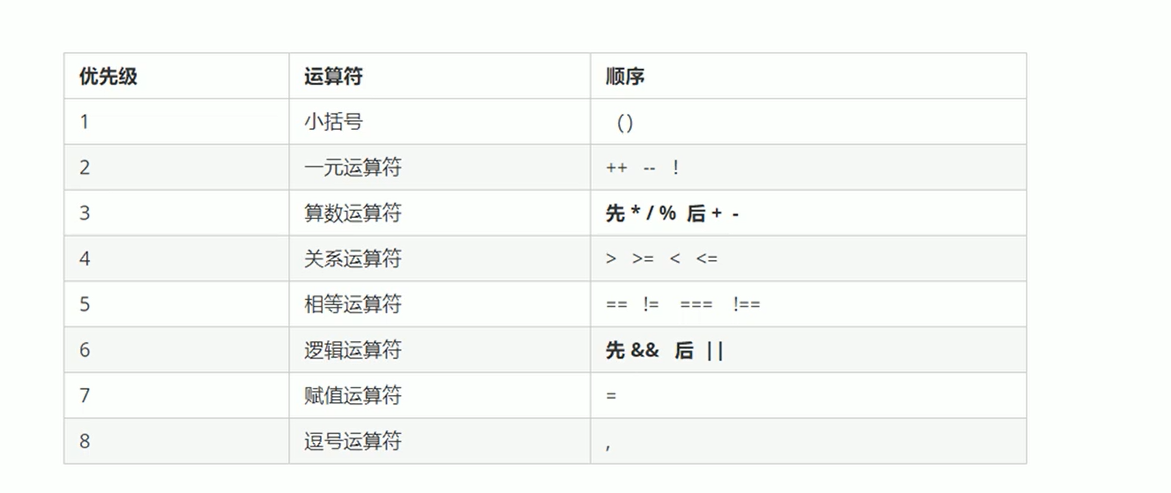 优先级 运算符 顺序
1 小括号 ()
2 一元运算符 ++ -- !
3 算数运算符 先 * / % 后 + -
4 关系运算符 > >= < <=
5 相等运算符 == != === !==
6 逻辑运算符 先 && 后 ||
7 赋值运算符 =
8 逗号运算符 ,